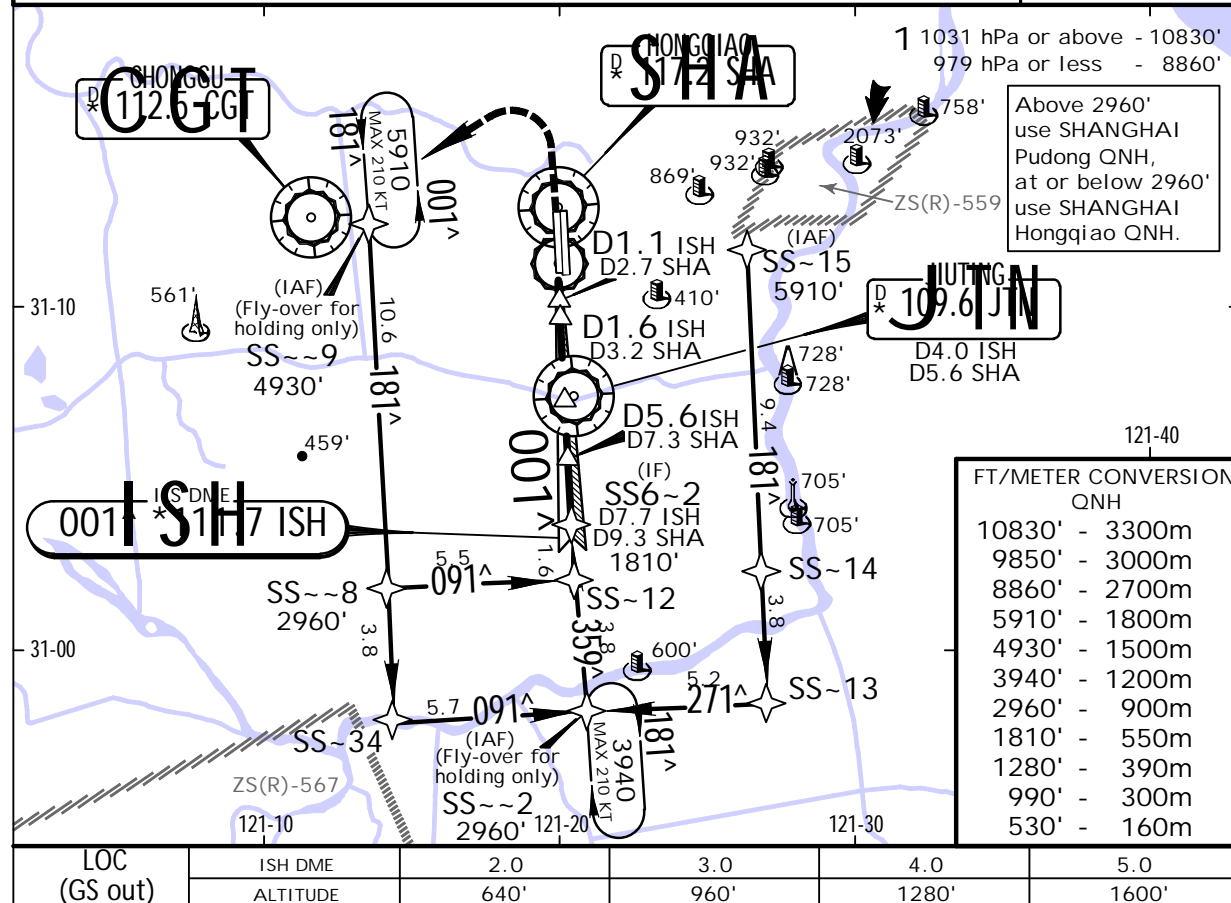 1 1031 hPa or above - 10830'
979 hPa or less - 8860'
Above 2960'
use SHANGHAI
Pudong QNH,
at or below 2960'
use SHANGHAI
Hongqiao QNH.
CHONGGU
D
* 112.6 CGT
CGT
HONGQIAO
D
* 117.2 SHA
SHA
181^
5910
MAX 210 KT
001^
758'
932'
932'
2073'
869'
ZS(R)-559
D1.1 ISH
D2.7 SHA
(IAF)
SS~15
5910'
JIUTING
D
* 109.6 JTN
JTN
D4.0 ISH
D5.6 SHA
410'
31-10
561'
(IAF)
(Fly-over for
holding only)
SS~~9
4930'
10.6
181^
D1.6 ISH
D3.2 SHA
728'
728'
9.4
181^
D5.6 ISH
D7.3 SHA
001^
459'
121-40
(IF)
SS6~2
D7.7 ISH
D9.3 SHA
1810'
705'
705'
ILS DME
001^ * 111.7 ISH
ISH
5.5
091^
1.6
SS~~8
2960'
SS~12
SS~14
3.8
3.8
359^
3.8
31-00
600'
5.2
271^
SS~13
5.7
091^
SS~34
(IAF)
(Fly-over for
holding only)
SS~~2
2960'
181^
3940
MAX 210 KT
ZS(R)-567
121-10
121-20
121-30
FT/METER CONVERSION
QNH
10830' - 3300m
9850' - 3000m
8860' - 2700m
5910' - 1800m
4930' - 1500m
3940' - 1200m
2960' - 900m
1810' - 550m
1280' - 390m
990' - 300m
530' - 160m
LOC
(GS out)
ISH DME 2.0 3.0 4.0 5.0
ALTITUDE 640' 960' 1280' 1600'